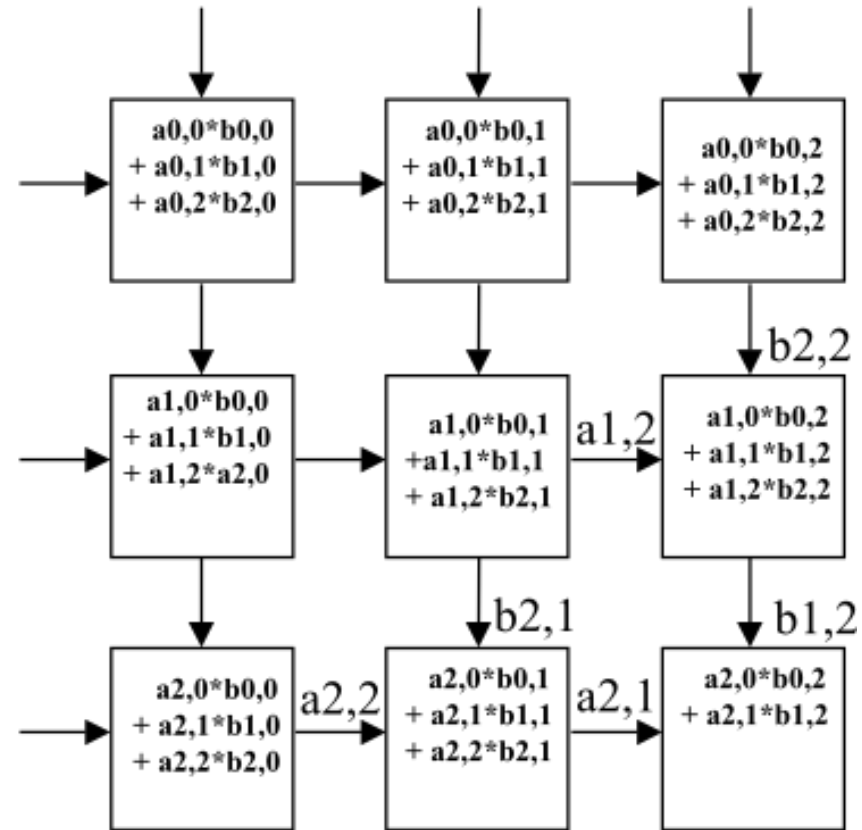 a0,0*b0,0
+ a0,1*b1,0
+ a0,2*b2,0
a0,0*b0,1
+ a0,1*b1,1
+ a0,2*b2,1
a0,0*b0,2
+ a0,1*b1,2
+ a0,2*b2,2
b2,2
a1,0*b0,0
+ a1,1*b1,0
+ a1,2*a2,0
a1,0*b0,1
+a1,1*b1,1
+ a1,2*b2,1
a1,2
a1,0*b0,2
+ a1,1*b1,2
+ a1,2*b2,2
b2,1
b1,2
a2,0*b0,0
+ a2,1*b1,0
+ a2,2*b2,0
a2,2
a2,0*b0,1
+ a2,1*b1,1
+ a2,2*b2,1
a2,1
a2,0*b0,2
+ a2,1*b1,2